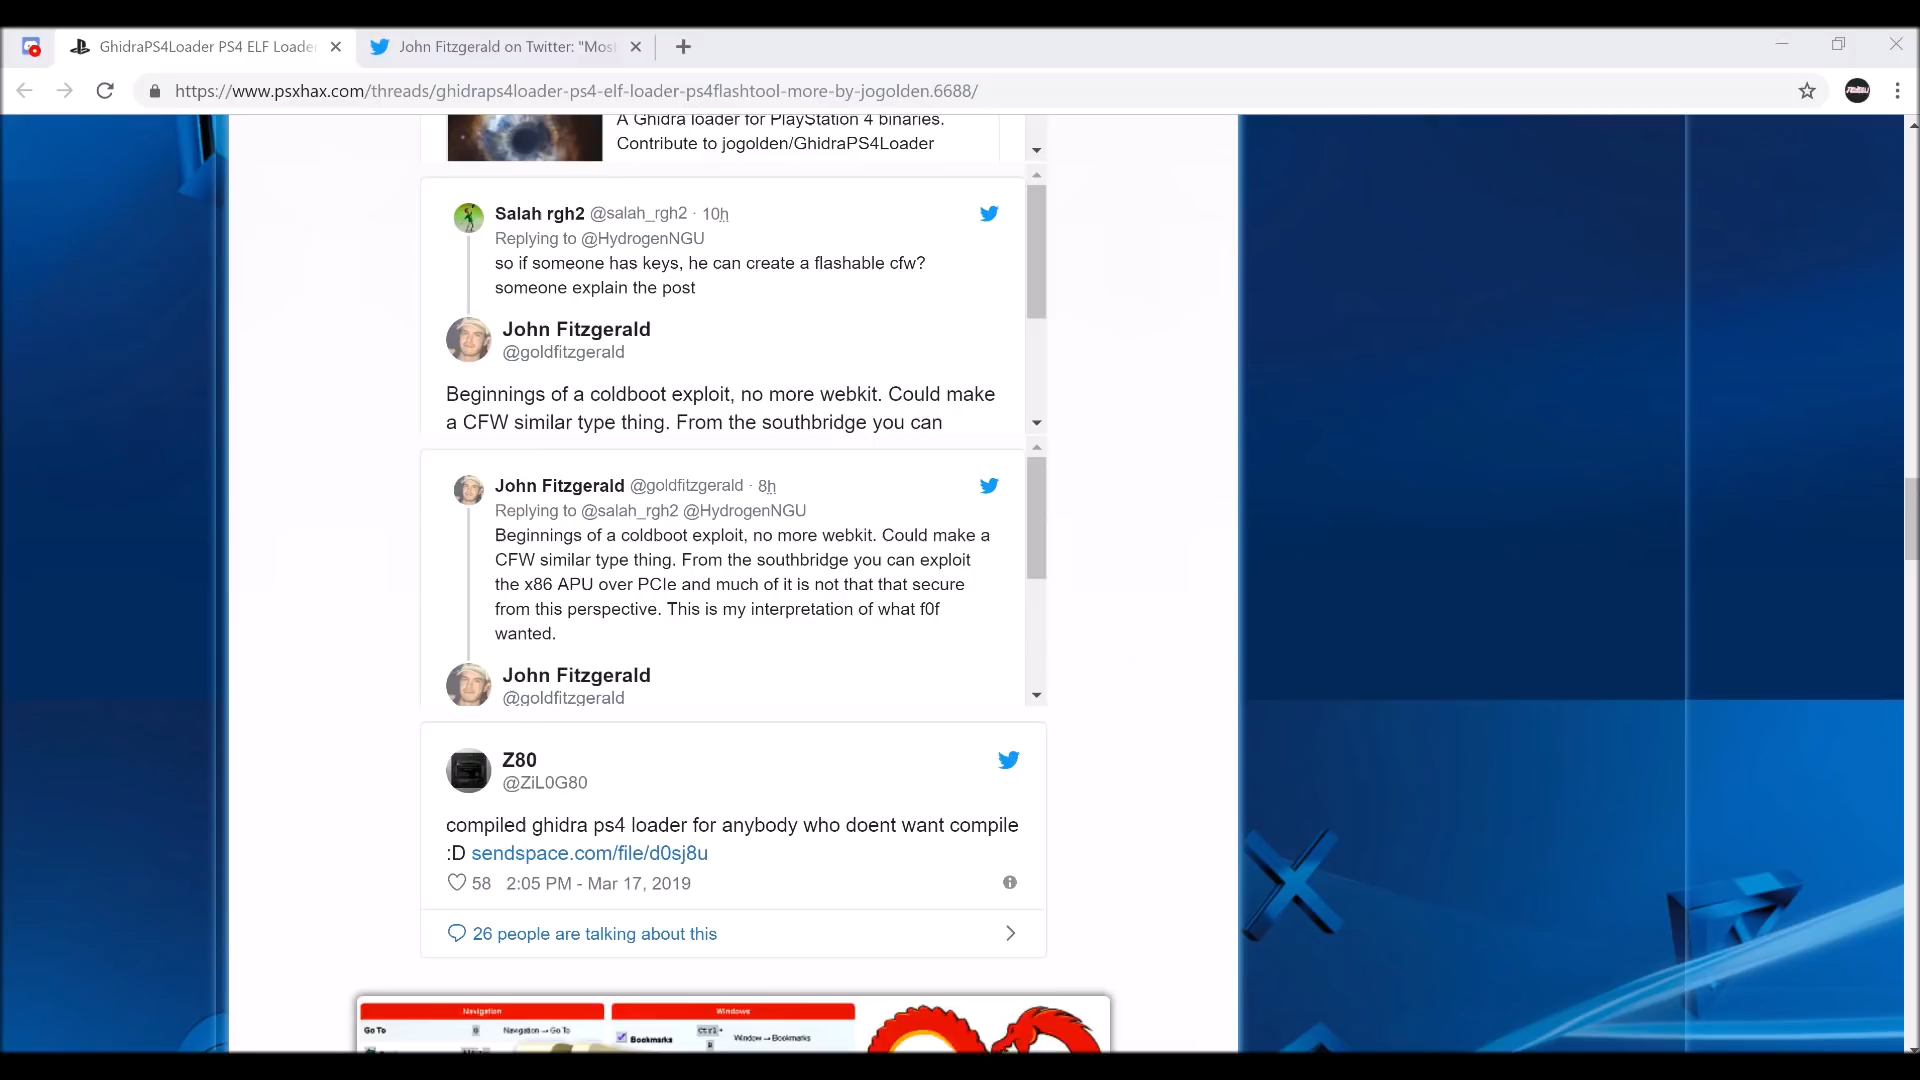 GhidraPS4Loader PS4 ELF Loade
John Fitzgerald on Twitter: "Mos
https://www.psxhax.com/threads/ghidraps4loader-ps4-elf-loader-ps4flashtool-more-by-jogolden.6688/
A Ghidra loader for PlayStation 4 binaries.
Contribute to jogolden/GhidraPS4Loader
Salah rgh2 @salah_rgh2 · 10h
Replying to @HydrogenNGU
so if someone has keys, he can create a flashable cfw?
someone explain the post
John Fitzgerald
@goldfitzgerald
Beginnings of a coldboot exploit, no more webkit. Could make
a CFW similar type thing. From the southbridge you can
John Fitzgerald @goldfitzgerald · 8h
Replying to @salah_rgh2 @HydrogenNGU
Beginnings of a coldboot exploit, no more webkit. Could make a
CFW similar type thing. From the southbridge you can exploit
the x86 APU over PCIe and much of it is not that that secure
from this perspective. This is my interpretation of what f0f
wanted.
John Fitzgerald
@goldfitzgerald
Z80
@ZiL0G80
compiled ghidra ps4 loader for anybody who doent want compile
:D sendspace.com/file/d0sj8u
58 2:05 PM - Mar 17, 2019
26 people are talking about this
Navigation Windows
Go To G Navigation → Go To
Bookmarks Ctrl+ Window → Bookmarks
B